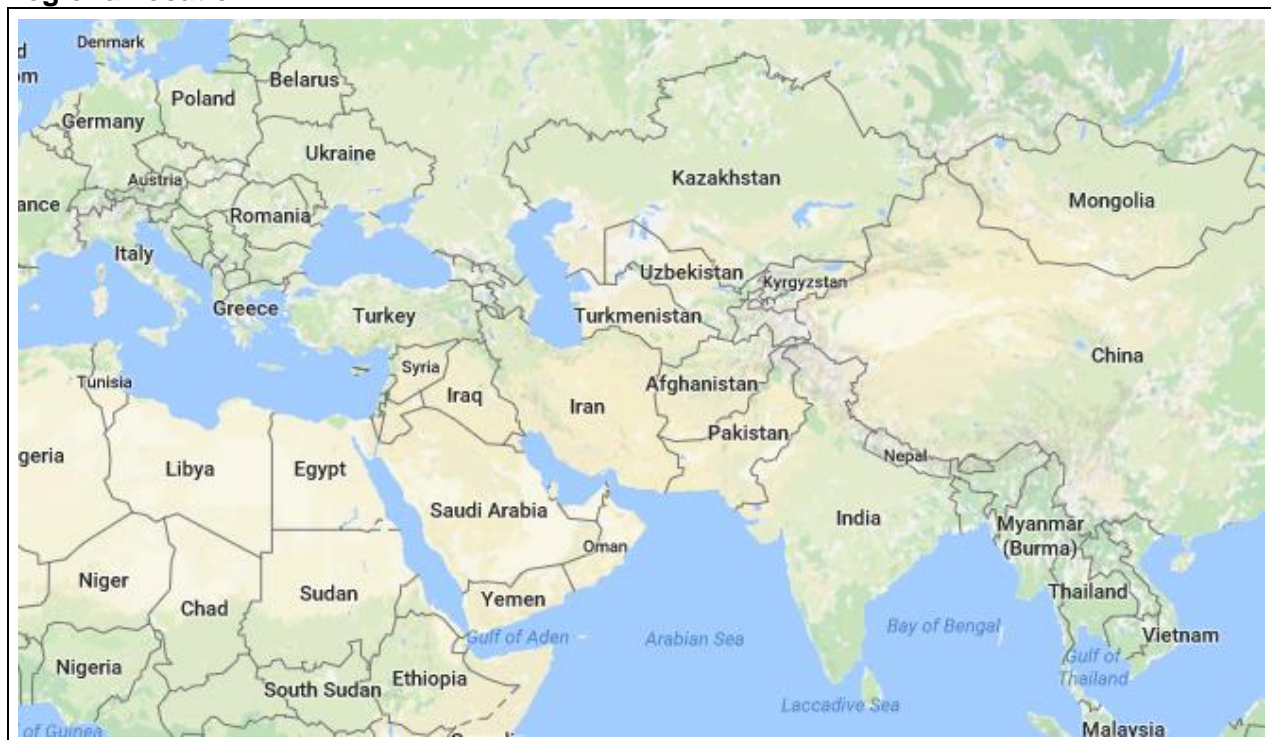 Denmark
Belarus
Poland
Germany
Ukraine
Austria
Kazakhstan
Mongolia
Romania
Italy
Uzbekistan
Kyrgyzstan
Greece
Turkey
Turkmenistan
China
Syria
Tunisia
Afghanistan
Iraq
Iran
Pakistan
Nepal
Libya
Egypt
Saudi Arabia
India
Myanmar
(Burma)
Oman
Niger
Sudan
Yemen
Thailand
Chad
Gulf of Aden
Arabian Sea
Bay of Bengal
Vietnam
Nigeria
Ethiopia
Gulf of
Thailand
South Sudan
Laccadive Sea
of Guinea
Malaysia